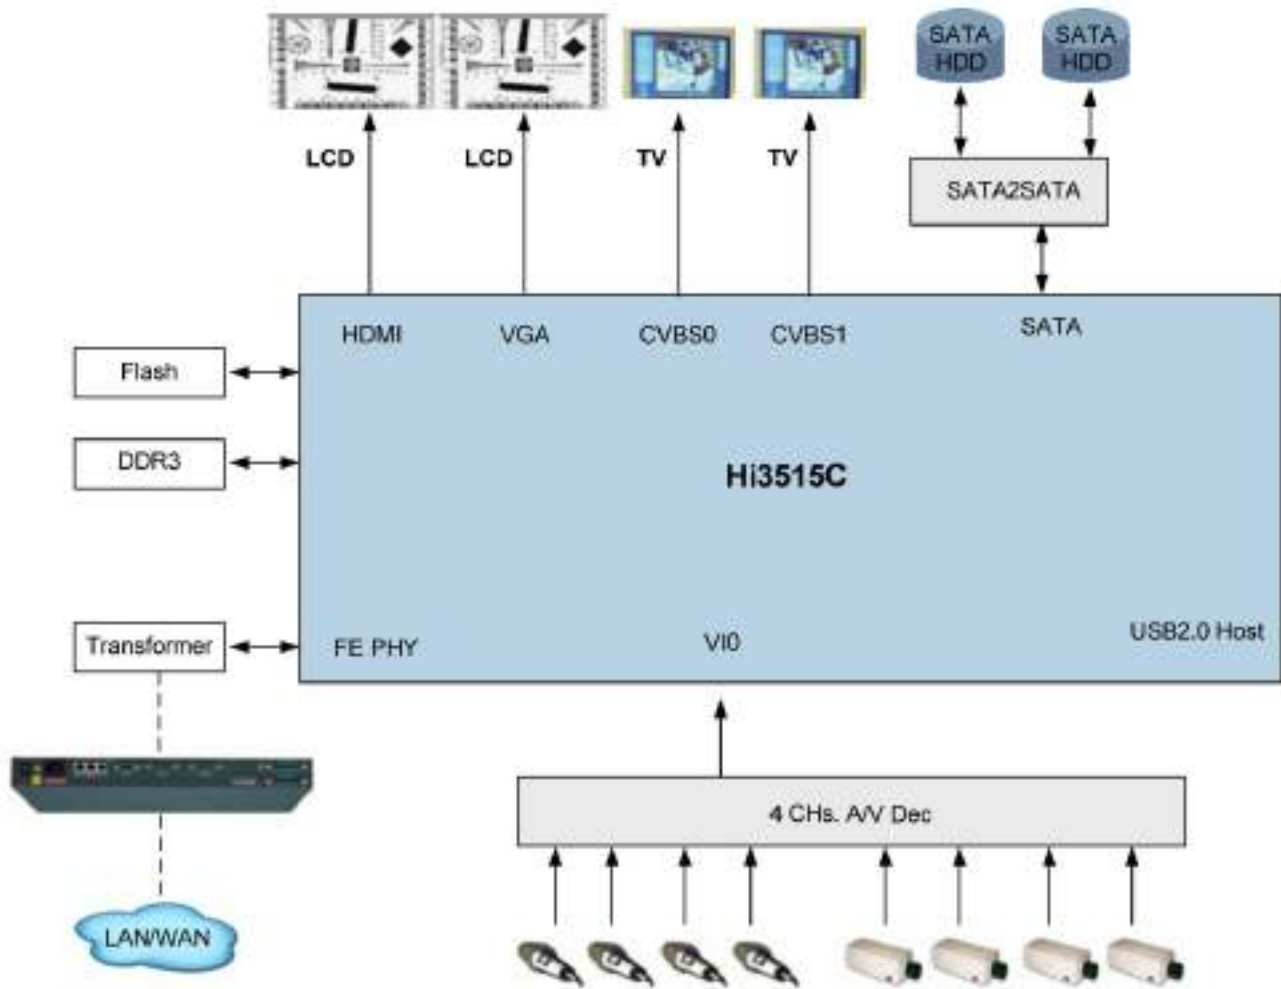 SATA
HDD
SATA
HDD
LCD
LCD
TV
TV
SATA2SATA
HDMI
VGA
CVBS0
CVBS1
SATA
Flash
DDR3
Hi3515C
Transformer
FE PHY
VI0
USB2.0 Host
4 CHs. A/V Dec
LAN/WAN